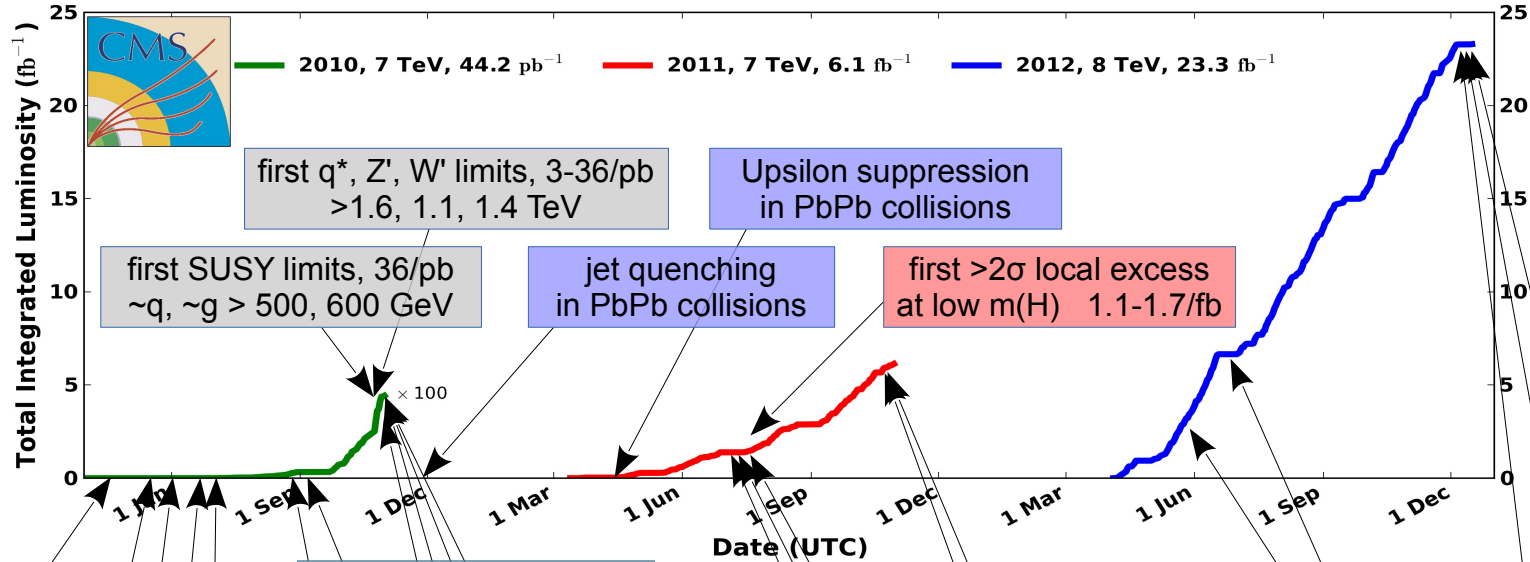 25
25
CMS
2010, 7 TeV, 44.2 pb⁻¹
2011, 7 TeV, 6.1 fb⁻¹
2012, 8 TeV, 23.3 fb⁻¹
Total Integrated Luminosity (fb⁻¹)
20
20
first q*, Z', W' limits, 3-36/pb
>1.6, 1.1, 1.4 TeV
Upsilon suppression
in PbPb collisions
15
15
first SUSY limits, 36/pb
~q, ~g > 500, 600 GeV
jet quenching
in PbPb collisions
first >2σ local excess
at low m(H) 1.1-1.7/fb
10
10
5
× 100
5
0
0
1 Jun
1 Sep
1 Dec
1 Mar
1 Jun
1 Sep
1 Dec
1 Mar
1 Jun
1 Sep
1 Dec
Date (UTC)